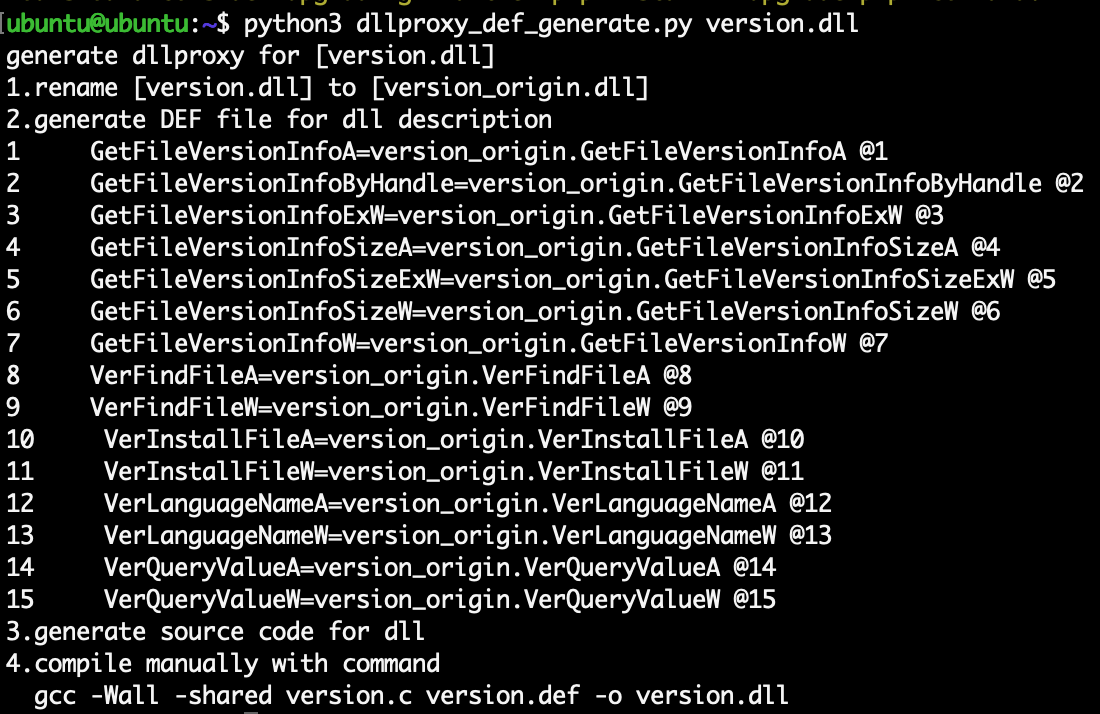 [ubuntu@ubuntu:~$ python3 dllproxy_def_generate.py version.dll
generate dllproxy for [version.dll]
1.rename [version.dll] to [version_origin.dll]
2.generate DEF file for dll description
1     GetFileVersionInfoA=version_origin.GetFileVersionInfoA @1
2     GetFileVersionInfoByHandle=version_origin.GetFileVersionInfoByHandle @2
3     GetFileVersionInfoExW=version_origin.GetFileVersionInfoExW @3
4     GetFileVersionInfoSizeA=version_origin.GetFileVersionInfoSizeA @4
5     GetFileVersionInfoSizeExW=version_origin.GetFileVersionInfoSizeExW @5
6     GetFileVersionInfoSizeW=version_origin.GetFileVersionInfoSizeW @6
7     GetFileVersionInfoW=version_origin.GetFileVersionInfoW @7
8     VerFindFileA=version_origin.VerFindFileA @8
9     VerFindFileW=version_origin.VerFindFileW @9
10     VerInstallFileA=version_origin.VerInstallFileA @10
11     VerInstallFileW=version_origin.VerInstallFileW @11
12     VerLanguageNameA=version_origin.VerLanguageNameA @12
13     VerLanguageNameW=version_origin.VerLanguageNameW @13
14     VerQueryValueA=version_origin.VerQueryValueA @14
15     VerQueryValueW=version_origin.VerQueryValueW @15
3.generate source code for dll
4.compile manually with command
  gcc -Wall -shared version.c version.def -o version.dll